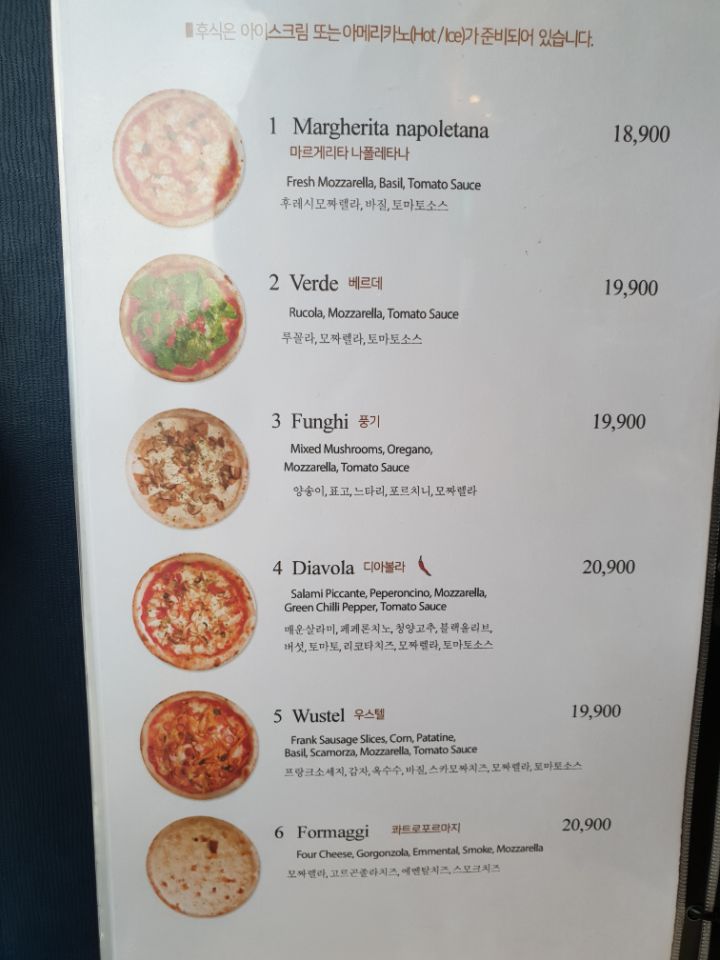 후식은 아이스크림 또는 아메리카노(Hot / Ice)가 준비되어 있습니다.
1 Margherita napoletana 18,900
마르게리타 나폴레타나
Fresh Mozzarella, Basil, Tomato Sauce
후레시모짜렐라, 바질, 토마토소스
2 Verde 베르데 19,900
Rucola, Mozzarella, Tomato Sauce
루꼴라, 모짜렐라, 토마토소스
3 Funghi 풍기 19,900
Mixed Mushrooms, Oregano,
Mozzarella, Tomato Sauce
양송이, 표고, 느타리, 포르치니, 모짜렐라
4 Diavola 디아볼라 20,900
Salami Piccante, Peperoncino, Mozzarella,
Green Chilli Pepper, Tomato Sauce
매운살라미, 페페론치노, 청양고추, 블랙올리브,
버섯, 토마토, 리코타치즈, 모짜렐라, 토마토소스
5 Wustel 우스텔 19,900
Frank Sausage Slices, Corn, Patatine,
Basil, Scamorza, Mozzarella, Tomato Sauce
프랑크소세지, 감자, 옥수수, 바질, 스카모짜치즈, 모짜렐라, 토마토소스
6 Formaggi 콰트로포르마지 20,900
Four Cheese, Gorgonzola, Emmental, Smoke, Mozzarella
모짜렐라, 고르곤졸라치즈, 에멘탈치즈, 스모크치즈